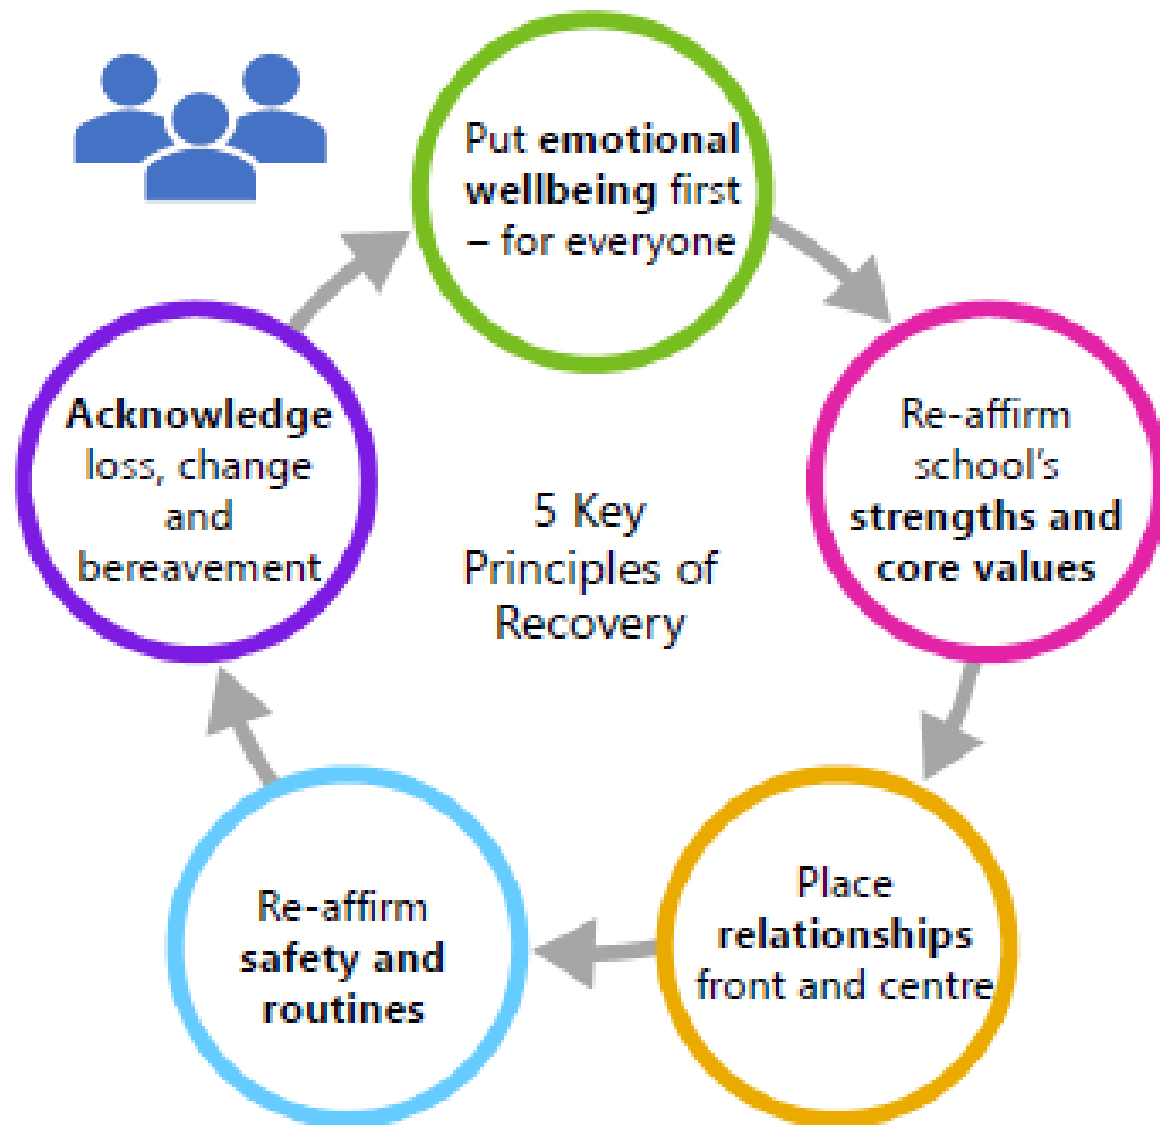 Put emotional
wellbeing first
– for everyone
Re-affirm
school's
strengths and
core values
Place
relationships
front and centre
Re-affirm
safety and
routines
Acknowledge
loss, change
and
bereavement
5 Key
Principles of
Recovery